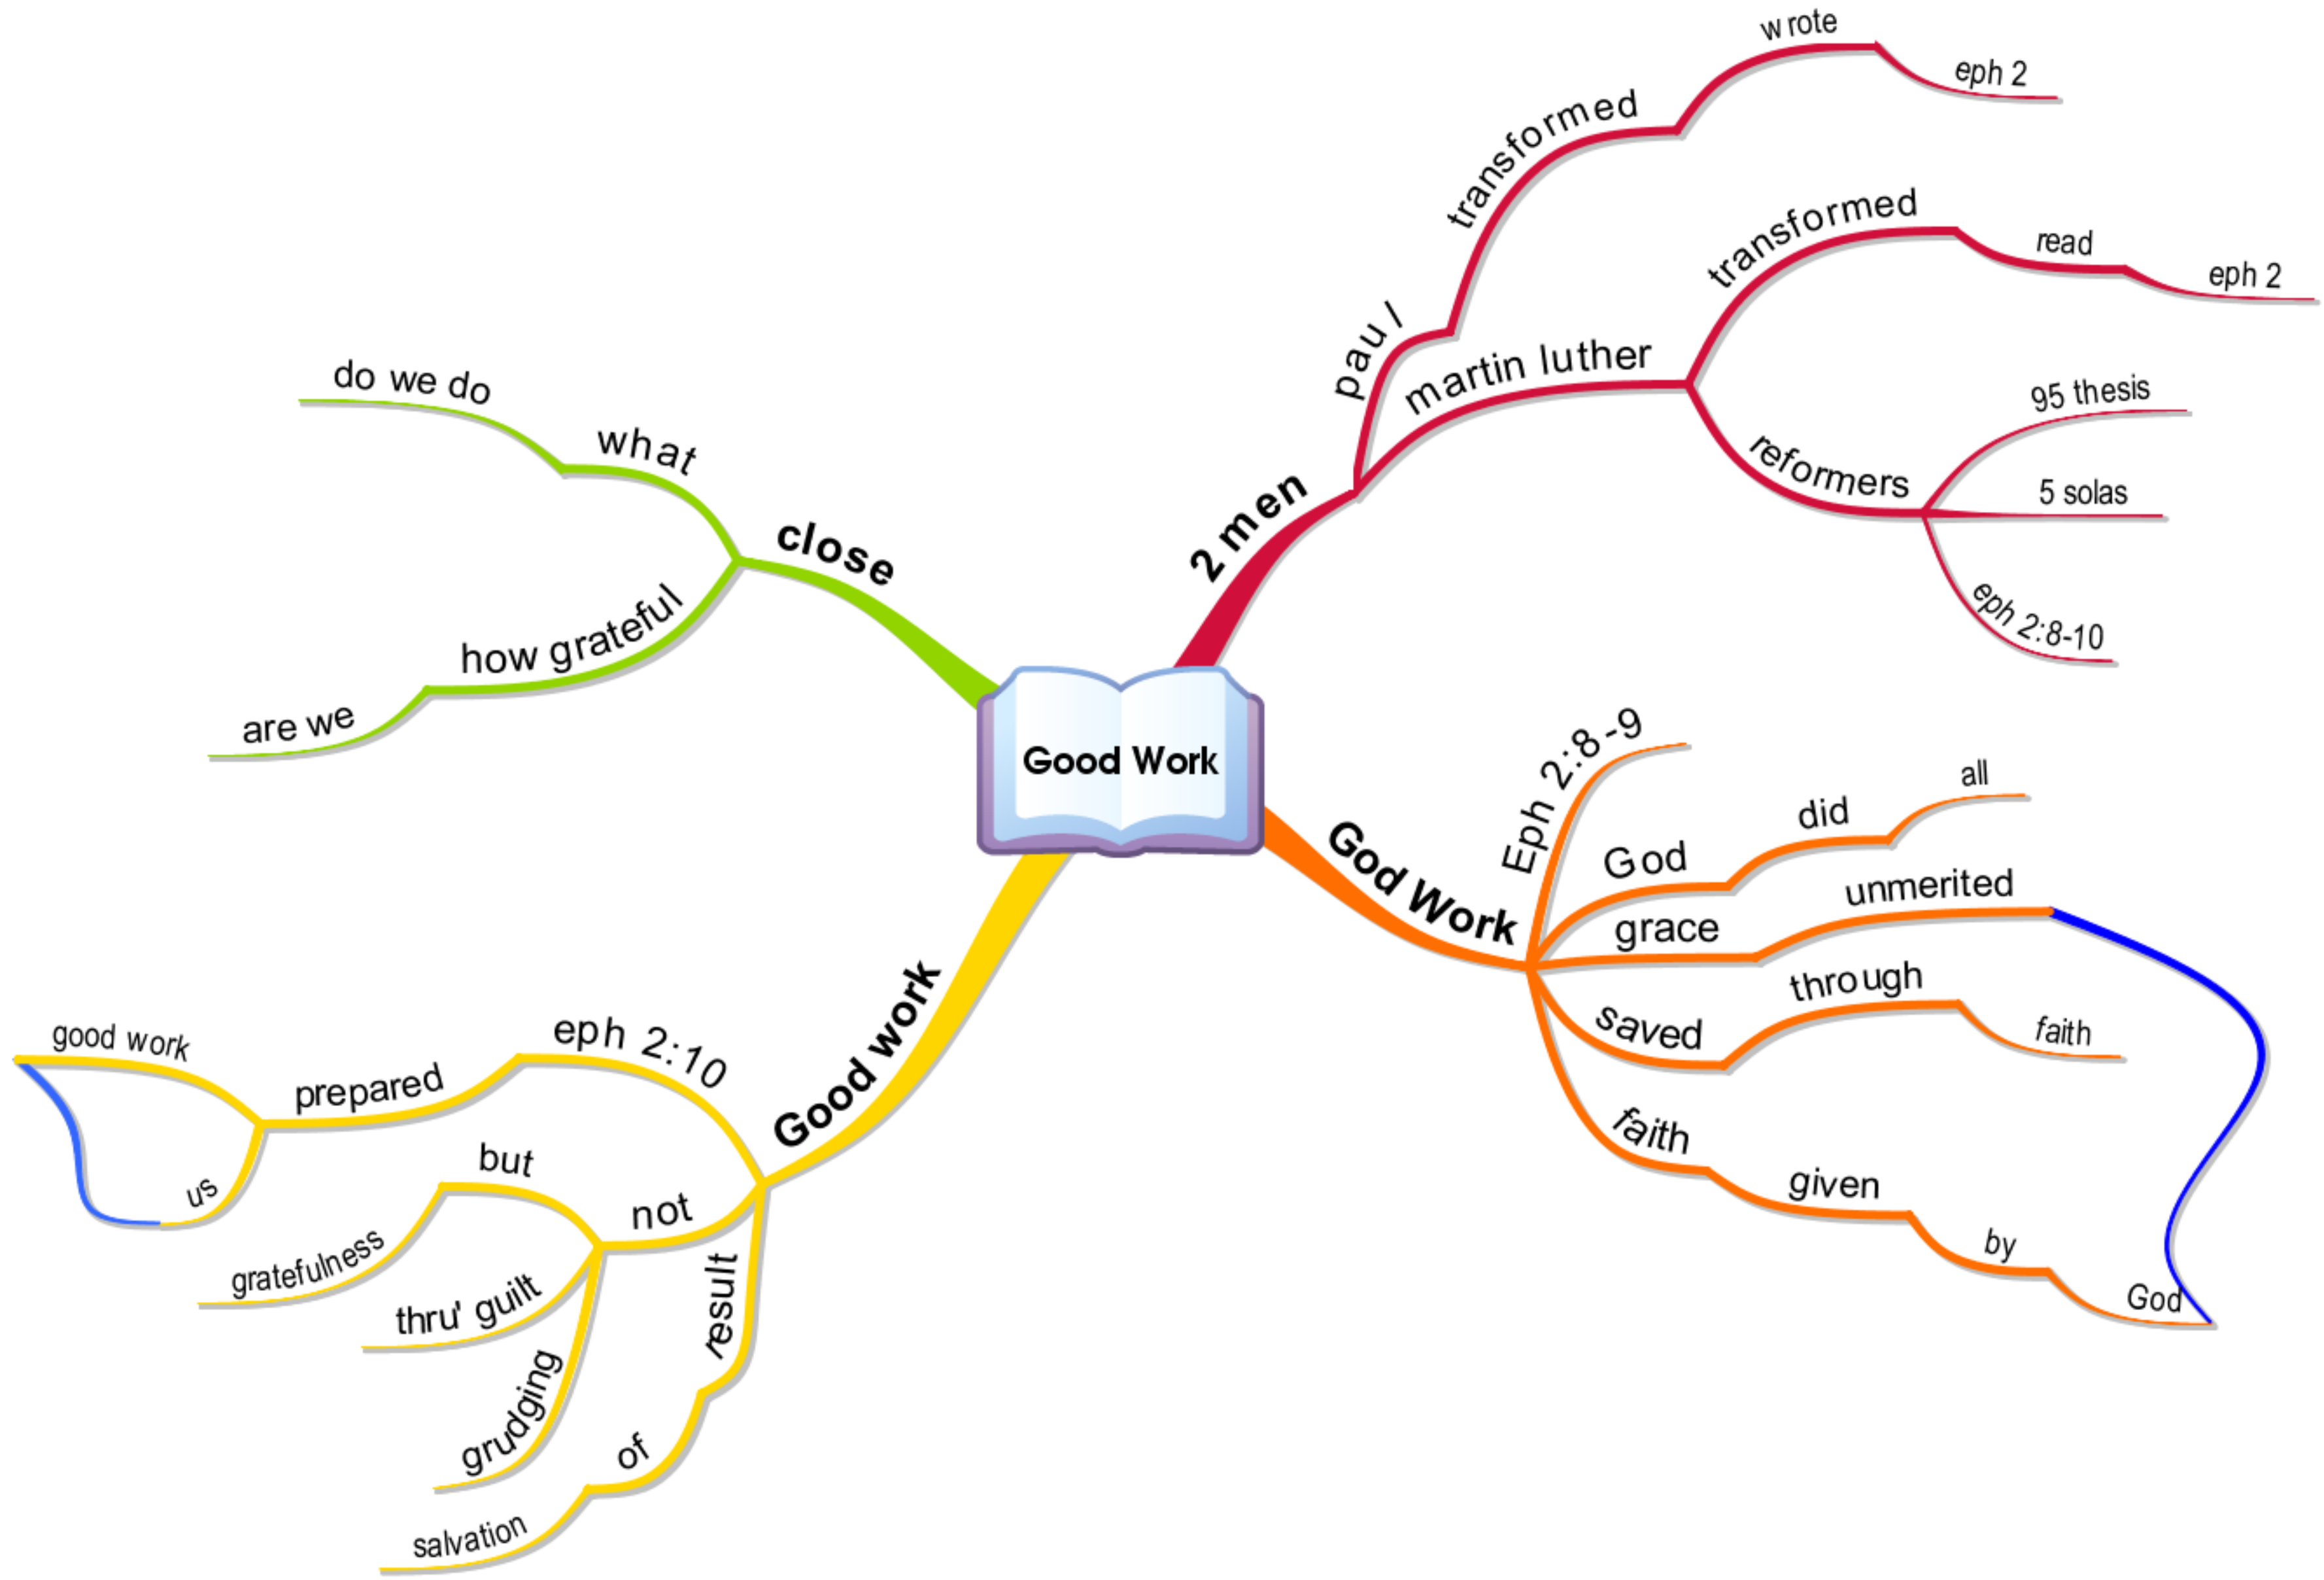 Good Work
2 men
paul
transformed
wrote
eph 2
martin luther
transformed
read
eph 2
reformers
95 thesis
5 solas
eph 2:8-10
God Work
Eph 2:8-9
God
did
all
grace
unmerited
saved
through
faith
faith
given
by
God
Good work
eph 2:10
prepared
good work
us
not
but
gratefulness
thru' guilt
grudging
result
of
salvation
close
what
do we do
how grateful
are we